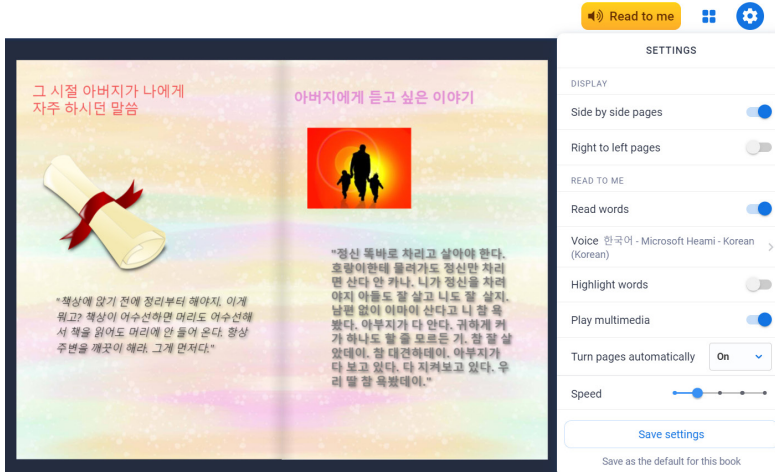 Read to me
그 시절 아버지가 나에게
자주 하시던 말씀
"책상에 앉기 전에 정리부터 해야지. 이게
뭐고? 책상이 어수선하면 머리도 어수선해
서 책을 읽어도 머리에 안 들어 온다. 항상
주변을 깨끗이 해라. 그게 먼저다."
아버지에게 듣고 싶은 이야기
"정신 똑바로 차리고 살아야 한다.
호랑이한테 물려가도 정신만 차리
면 산다 안 카나. 니가 정신을 차려
야지 아들도 잘 살고 니도 잘  살지.
남편 없이 이마이 산다고 니 참 욕
봤다. 아부지가 다 안다. 귀하게 커
가 하나도 할 줄 모르든 기. 참 잘 살
았데이. 참 대견하데이. 아부지가
다 보고 있다. 다 지켜보고 있다. 우
리 딸 참 욕봤데이."
SETTINGS
DISPLAY
Side by side pages
Right to left pages
READ TO ME
Read words
Voice 한국어 - Microsoft Heami - Korean
(Korean)
Highlight words
Play multimedia
Turn pages automatically On
Speed
Save settings
Save as the default for this book